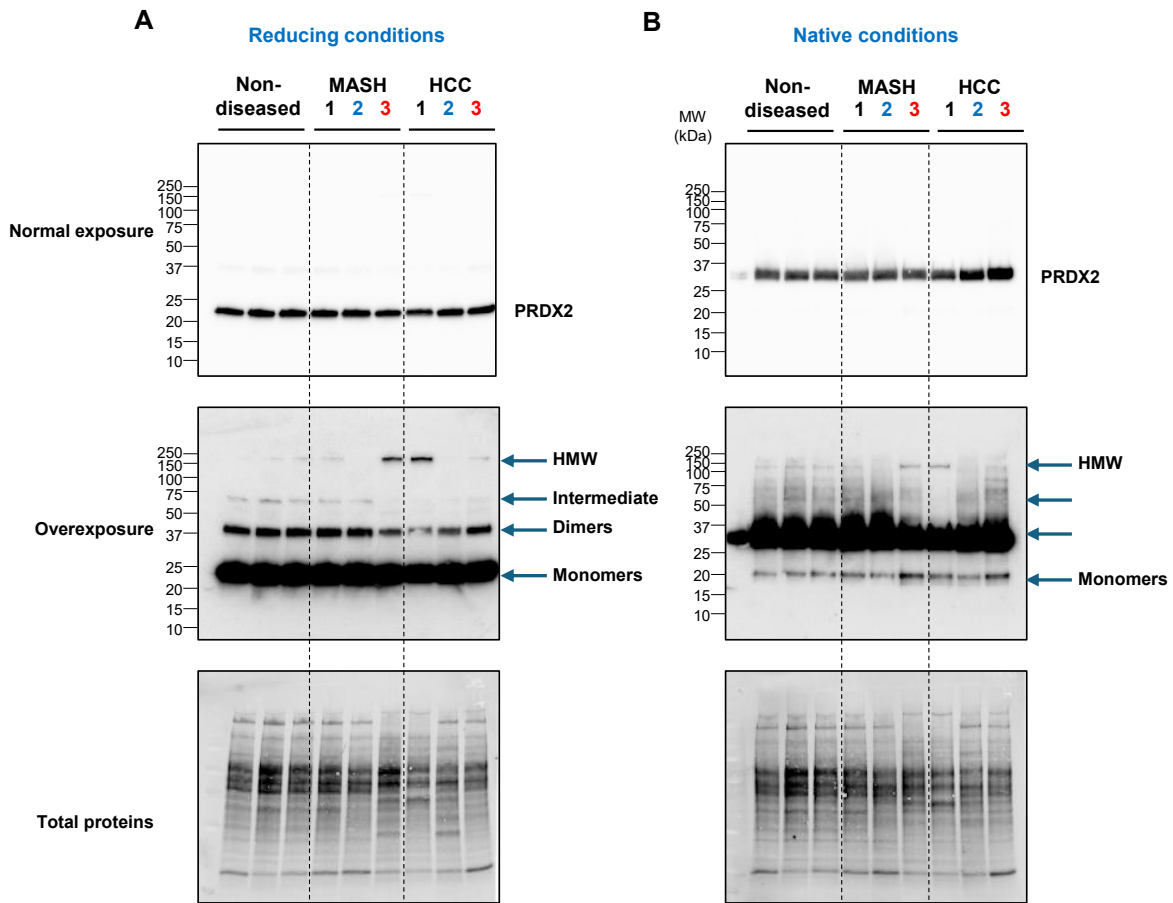 A
Reducing conditions
Non-
diseased
MASH
1 2 3
HCC
1 2 3
Normal exposure
250
150
100
75
50
37
25
20
15
10
PRDX2
Overexposure
250
150
100
75
50
37
25
20
15
10
HMW
Intermediate
Dimers
Monomers
Total proteins
B
Native conditions
MW
(kDa)
Non-
diseased
MASH
1 2 3
HCC
1 2 3
250
150
100
75
50
37
25
20
15
10
PRDX2
250
150
100
75
50
37
25
20
15
10
HMW
Monomers